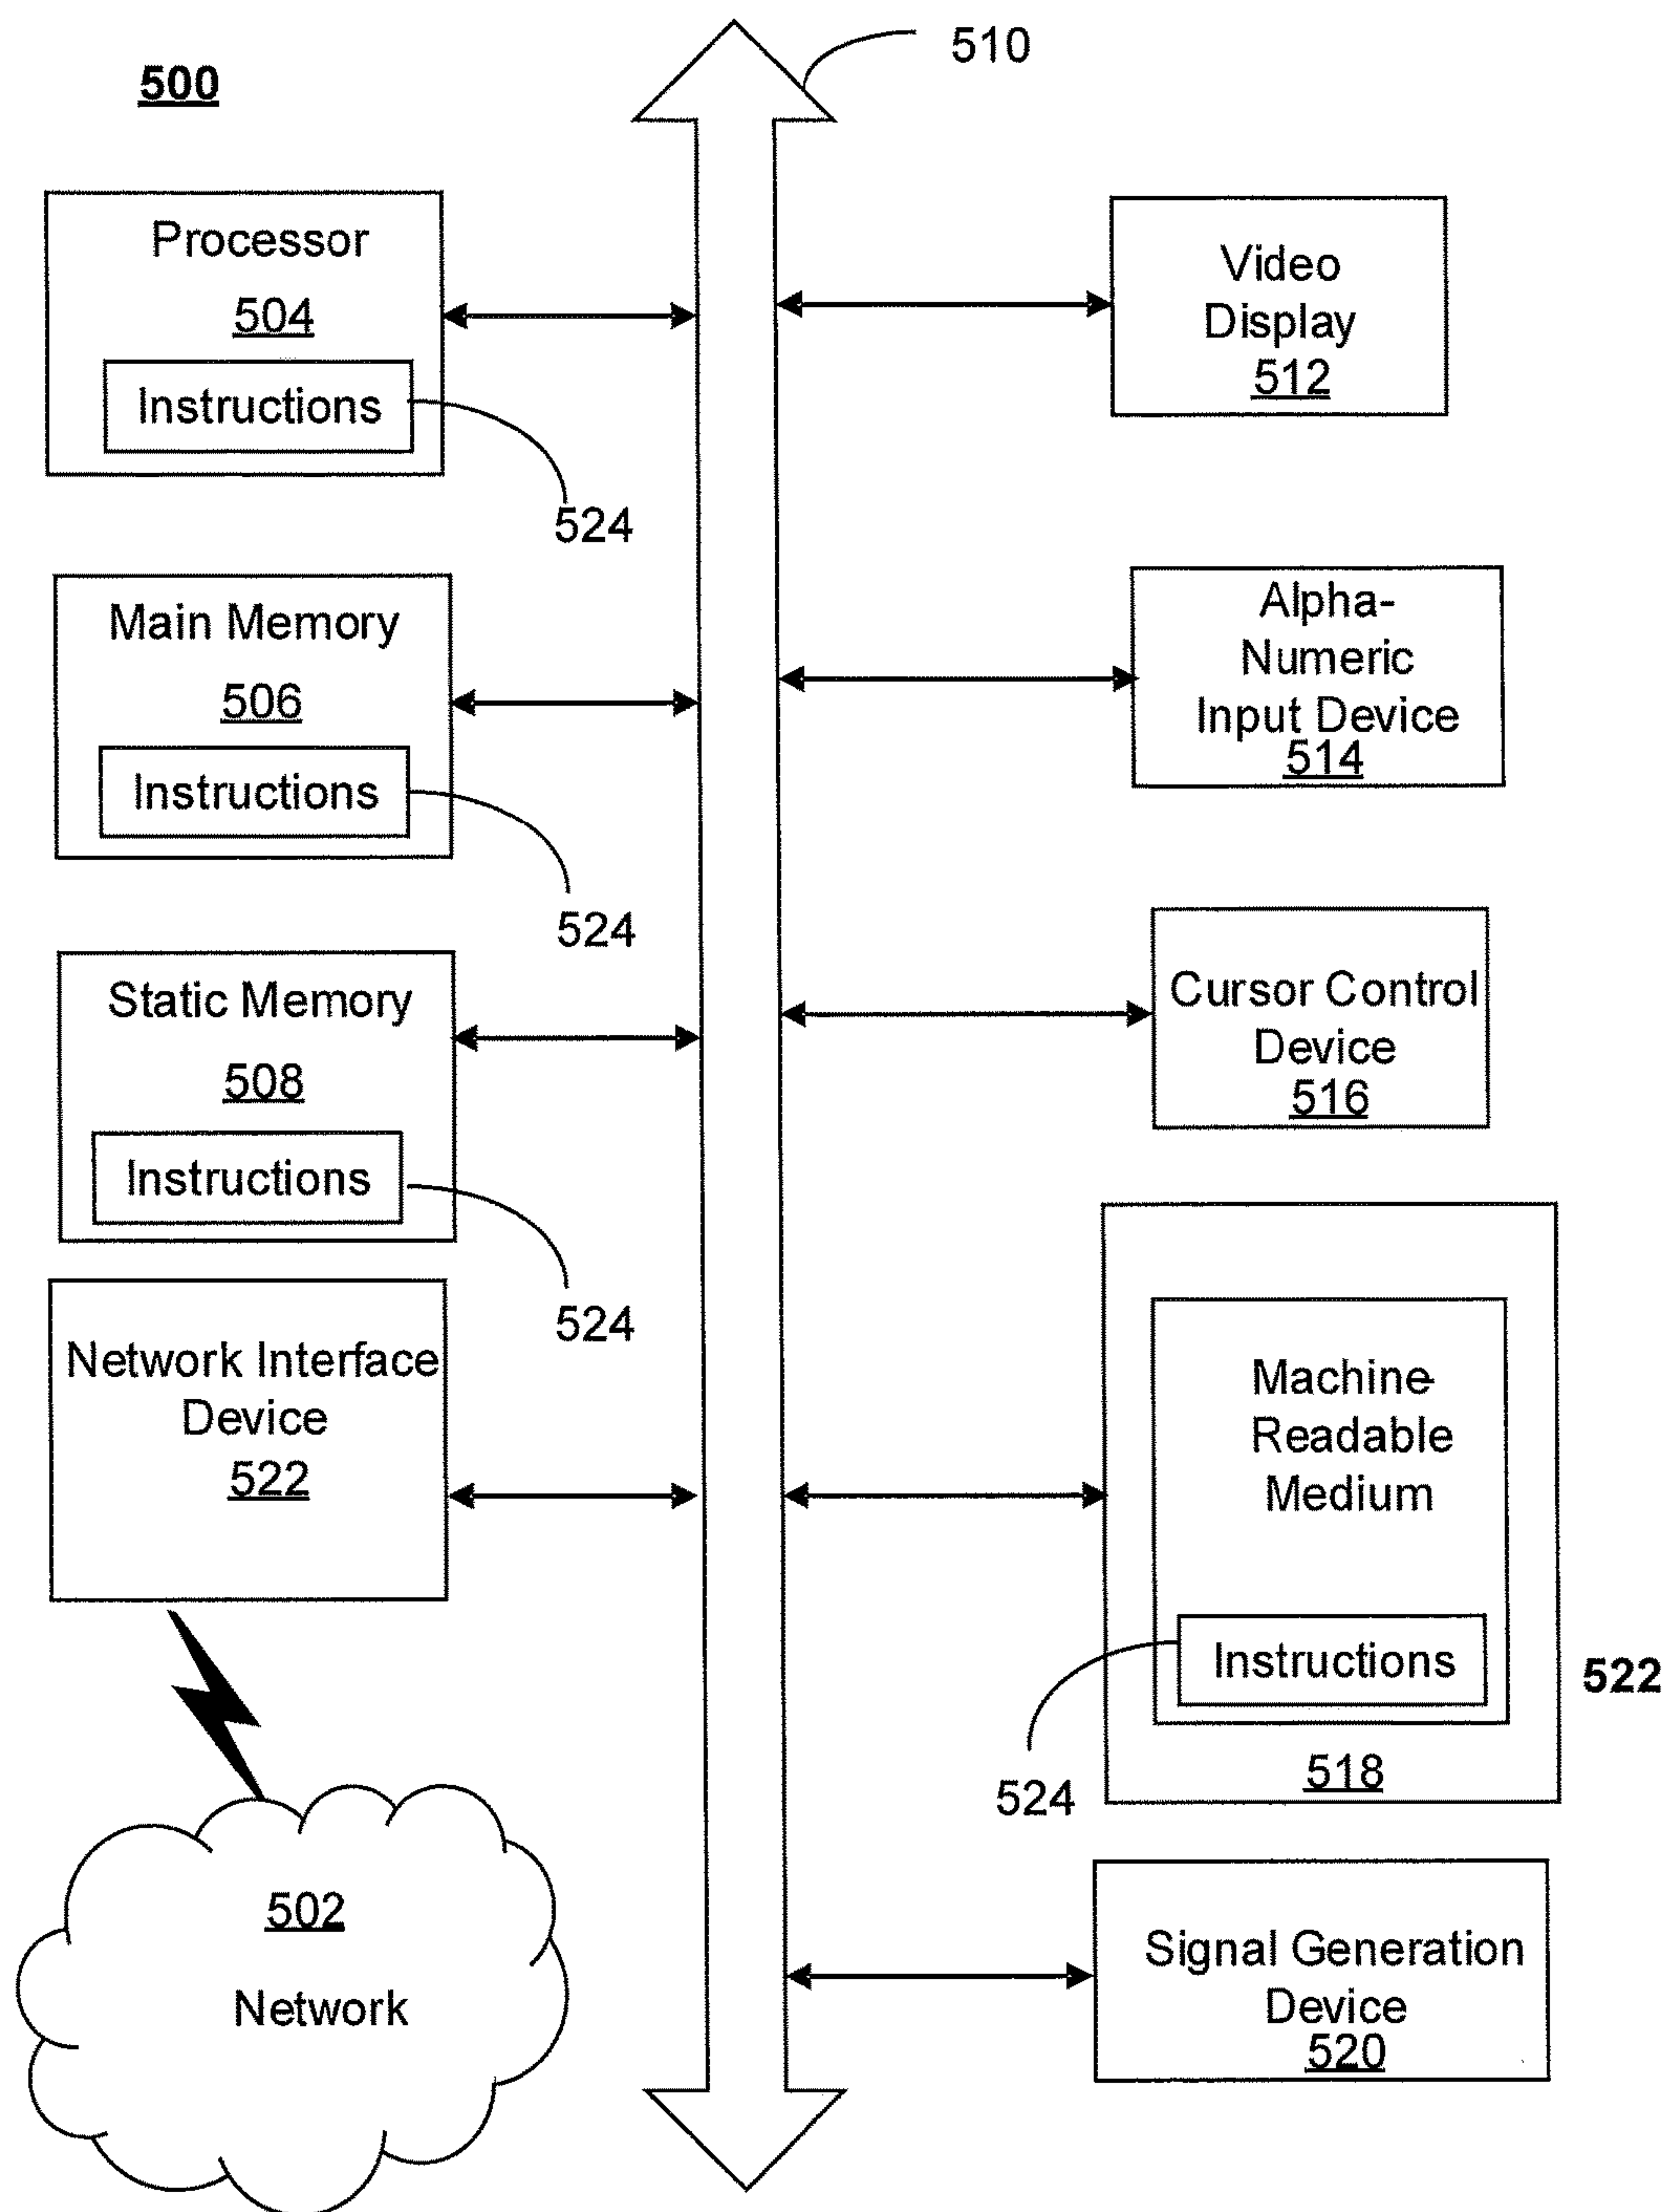 500
510
Processor
504
Instructions
524
Main Memory
506
Instructions
524
Static Memory
508
Instructions
524
Network Interface
Device
522
502
Network
Video
Display
512
Alpha-
Numeric
Input Device
514
Cursor Control
Device
516
Machine-
Readable
Medium
Instructions
524
518
522
Signal Generation
Device
520